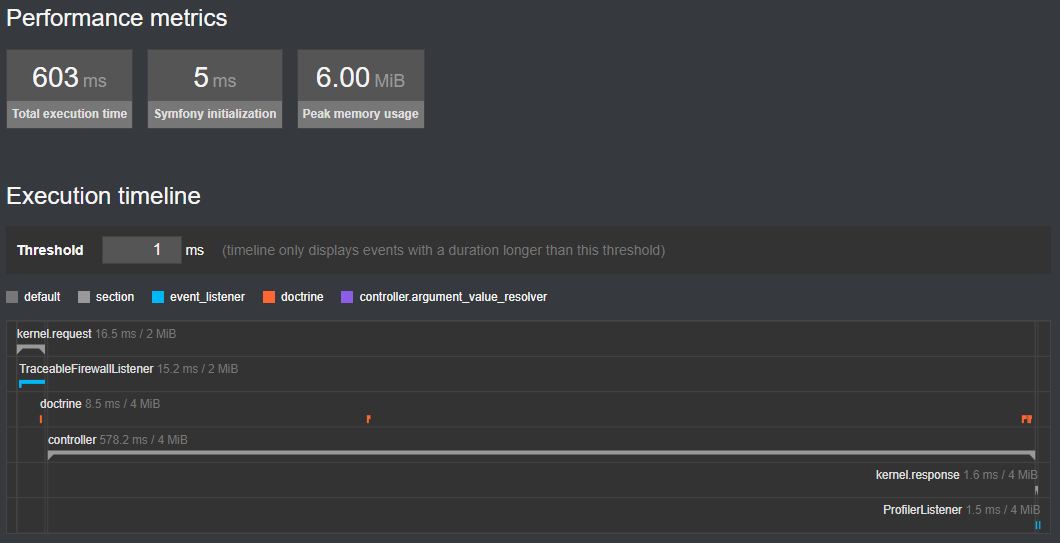 Performance metrics
603 ms 5 ms 6.00 MiB
Total execution time Symfony initialization Peak memory usage
Execution timeline
Threshold 1 ms (timeline only displays events with a duration longer than this threshold)
default section event_listener doctrine controller.argument_value_resolver
kernel.request 16.5 ms / 2 MiB
TraceableFirewallListener 15.2 ms / 2 MiB
doctrine 8.5 ms / 4 MiB
controller 578.2 ms / 4 MiB
kernel.response 1.6 ms / 4 MiB
ProfilerListener 1.5 ms / 4 MiB